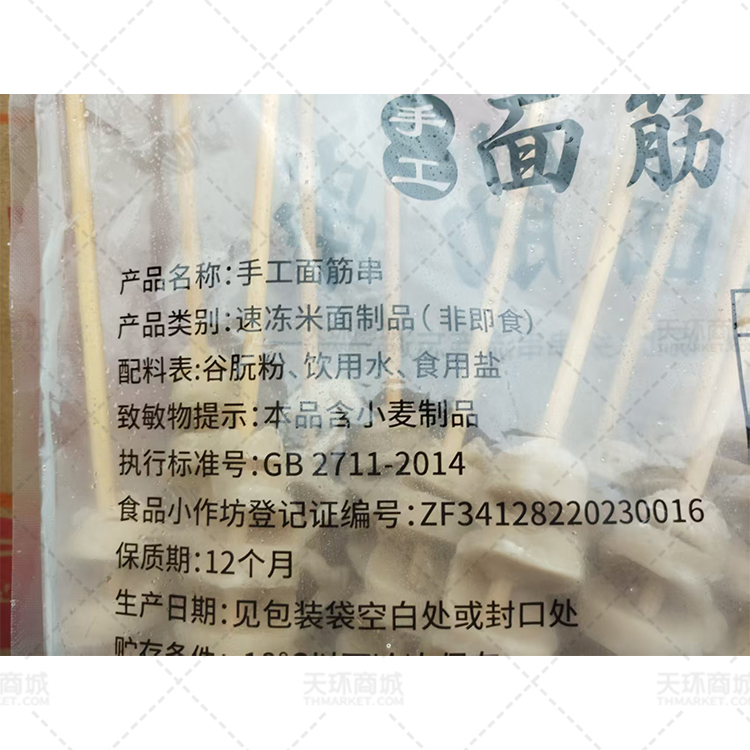 手工
面筋
产品名称:手工面筋串
产品类别:速冻米面制品(非即食)
配料表:谷朊粉、饮用水、食用盐
致敏物提示:本品含小麦制品
执行标准号:GB 2711-2014
食品小作坊登记证编号:ZF34128220230016
保质期:12个月
生产日期:见包装袋空白处或封口处
贮存条件:
天环商城
THMALL.COM